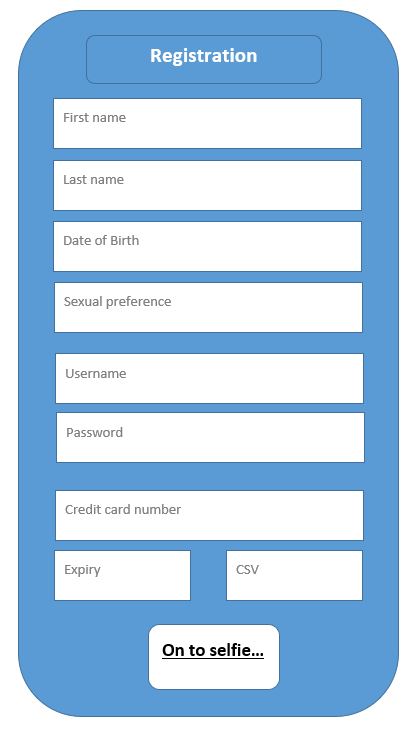 Registration
First name
Last name
Date of Birth
Sexual preference
Username
Password
Credit card number
Expiry
CSV
On to selfie...